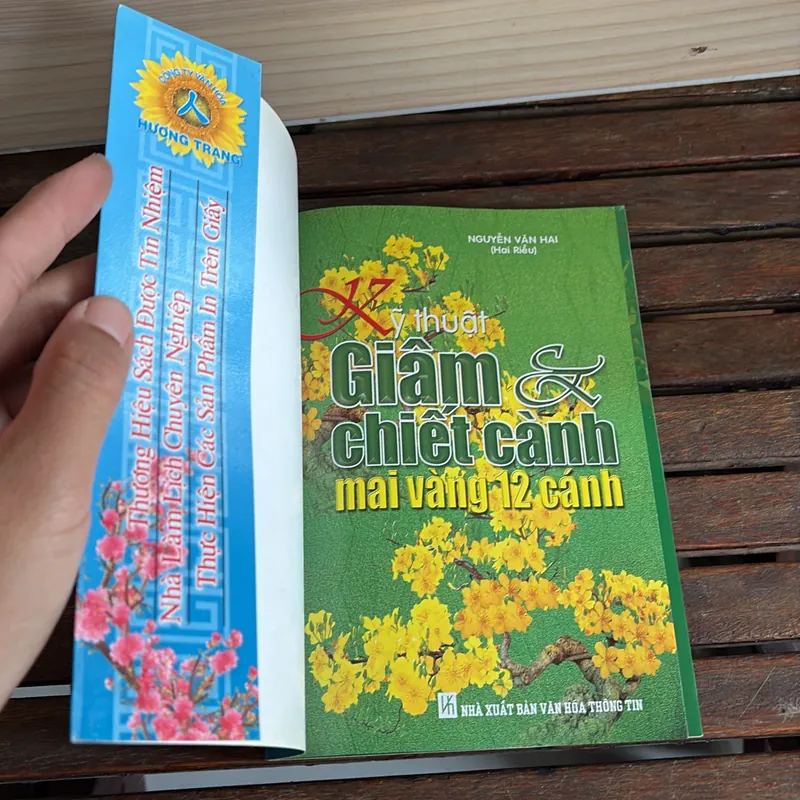 CÔNG TY VĂN HÓA
HƯƠNG TRANG
Thương Hiệu Sách Được Tín Nhiệm
Nhà Làm Lịch Chuyên Nghiệp
Thực Hiện Các Sản Phẩm In Trên Giấy
NGUYỄN VĂN HAI
(Hai Riều)
Kỹ thuật
Giâm &
chiết cành
mai vàng 12 cánh
NHÀ XUẤT BẢN VĂN HÓA THÔNG TIN